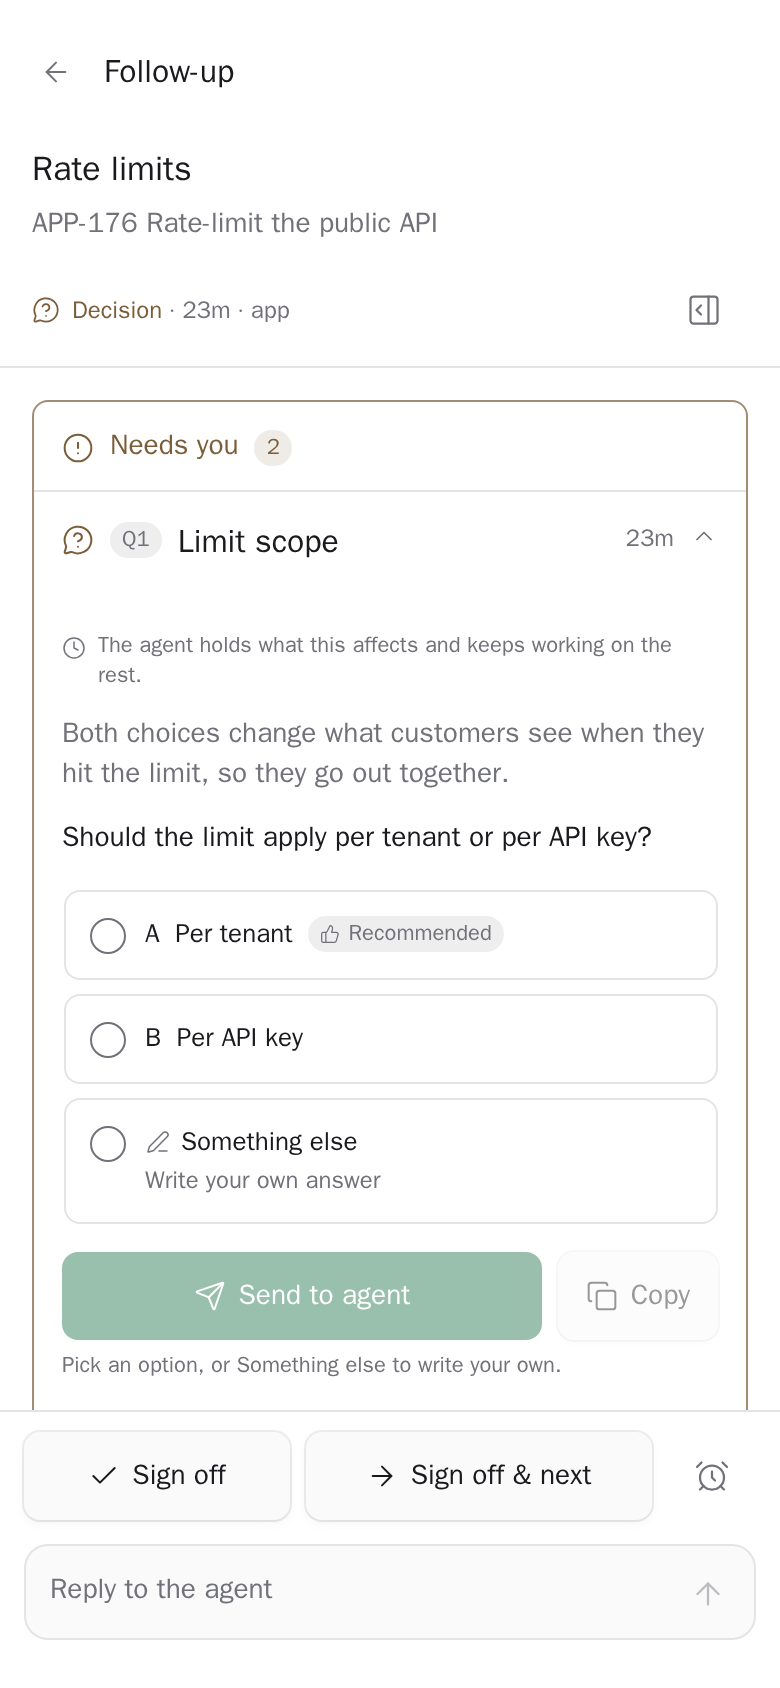 Follow-up
Rate limits
APP-176 Rate-limit the public API
Decision · 23m · app
Needs you 2
Q1 Limit scope 23m
The agent holds what this affects and keeps working on the
rest.
Both choices change what customers see when they
hit the limit, so they go out together.
Should the limit apply per tenant or per API key?
A Per tenant Recommended
B Per API key
Something else
Write your own answer
Send to agent Copy
Pick an option, or Something else to write your own.
Sign off Sign off & next
Reply to the agent